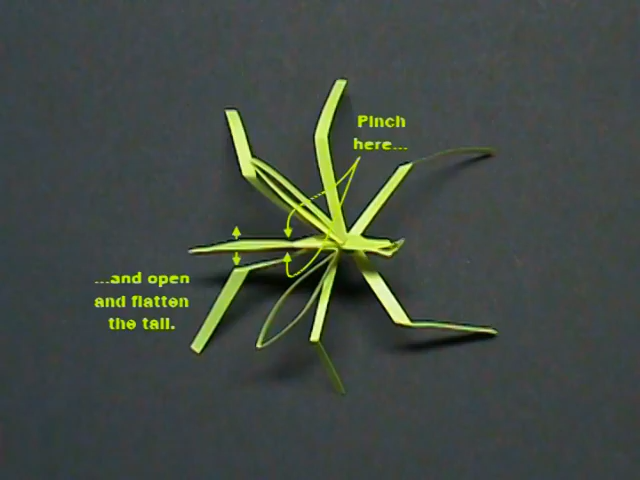 Pinch
here...
...and open
and flatten
the tail.